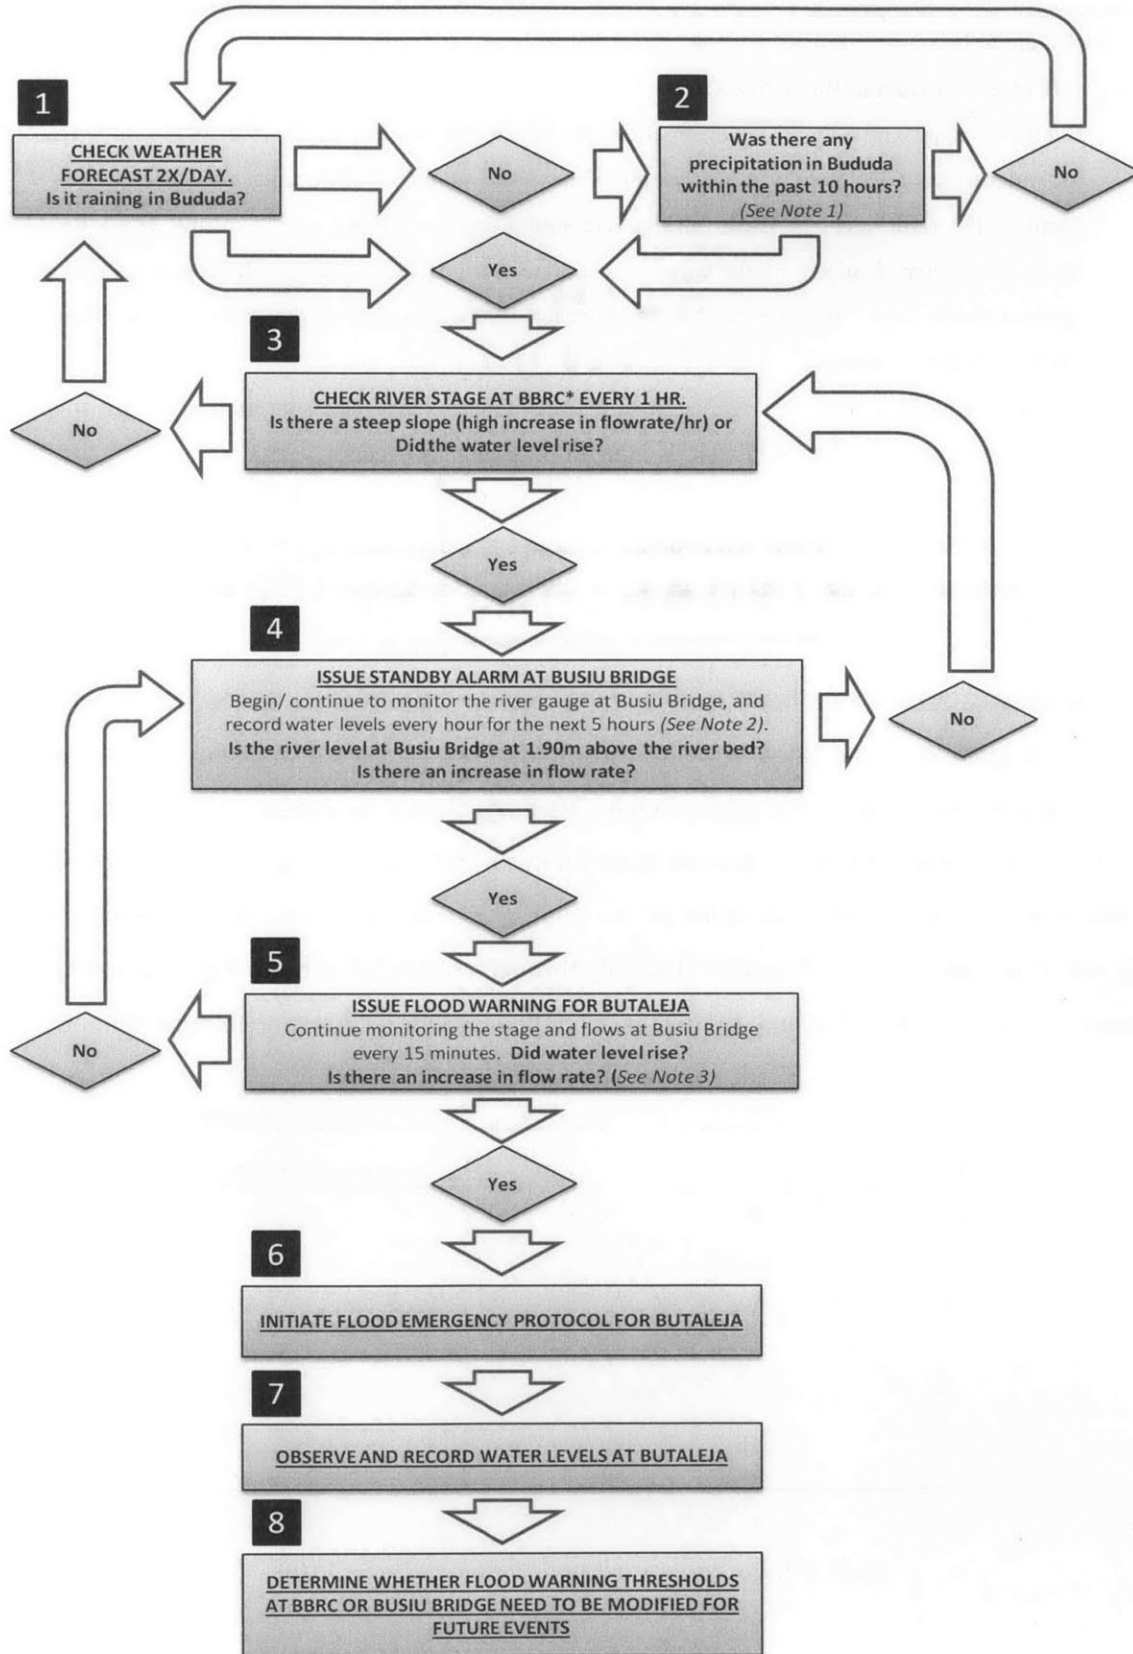 1
CHECK WEATHER
FORECAST 2X/DAY.
Is it raining in Bududa?
No
2
Was there any
precipitation in Bududa
within the past 10 hours?
(See Note 1)
No
Yes
3
CHECK RIVER STAGE AT BBRC* EVERY 1 HR.
Is there a steep slope (high increase in flowrate/hr) or
Did the water level rise?
No
Yes
4
ISSUE STANDBY ALARM AT BUSIU BRIDGE
Begin/ continue to monitor the river gauge at Busiu Bridge, and
record water levels every hour for the next 5 hours (See Note 2).
Is the river level at Busiu Bridge at 1.90m above the river bed?
Is there an increase in flow rate?
No
Yes
5
ISSUE FLOOD WARNING FOR BUTALEJA
Continue monitoring the stage and flows at Busiu Bridge
every 15 minutes. Did water level rise?
Is there an increase in flow rate? (See Note 3)
No
Yes
6
INITIATE FLOOD EMERGENCY PROTOCOL FOR BUTALEJA
7
OBSERVE AND RECORD WATER LEVELS AT BUTALEJA
8
DETERMINE WHETHER FLOOD WARNING THRESHOLDS
AT BBRC OR BUSIU BRIDGE NEED TO BE MODIFIED FOR
FUTURE EVENTS